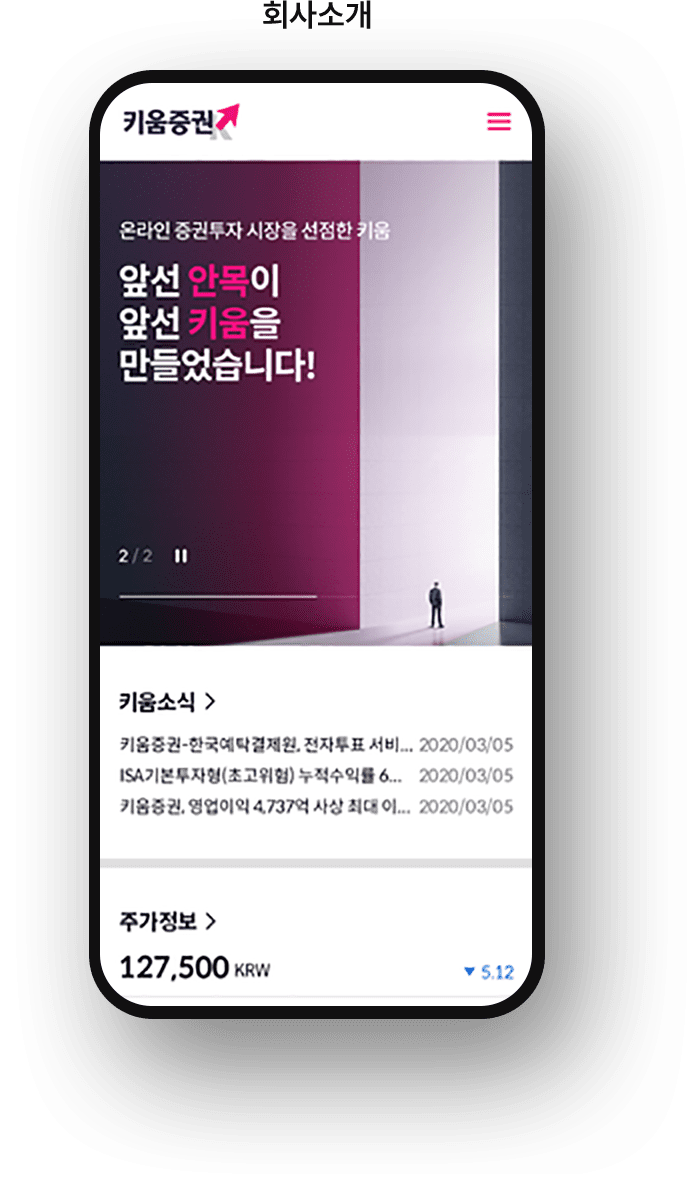 회사소개
키움증권
온라인 증권투자 시장을 선점한 키움
앞선 안목이
앞선 키움을
만들었습니다!
2 / 2
키움소식 >
키움증권-한국예탁결제원, 전자투표 서비... 2020/03/05
ISA기본투자형(초고위험) 누적수익률 6... 2020/03/05
키움증권, 영업이익 4,737억 사상 최대 이... 2020/03/05
주가정보 >
127,500 KRW ▼ 5.12